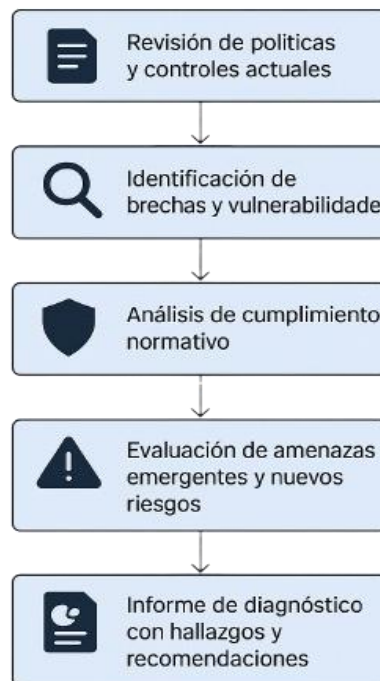 Revisión de politicas
y controles actuales
Identificación de
brechas y vulnerabilidade
Análisis de cumplimiento
normativo
Evaluación de amenazas
emergentes y nuevos
riesgos
Informe de diagnóstico
con hallazgos y
recomendaciones